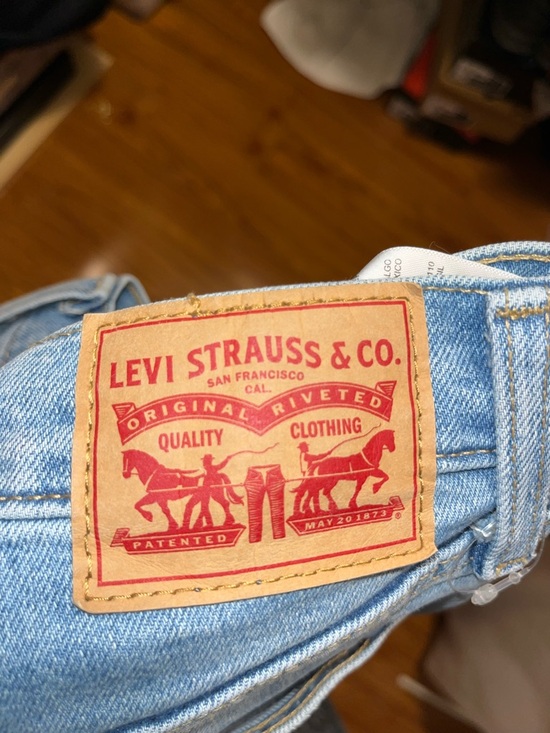 LEVI STRAUSS & CO.
SAN FRANCISCO
CAL.
ORIGINAL RIVETED
QUALITY CLOTHING
PATENTED
MAY 20 1873
®